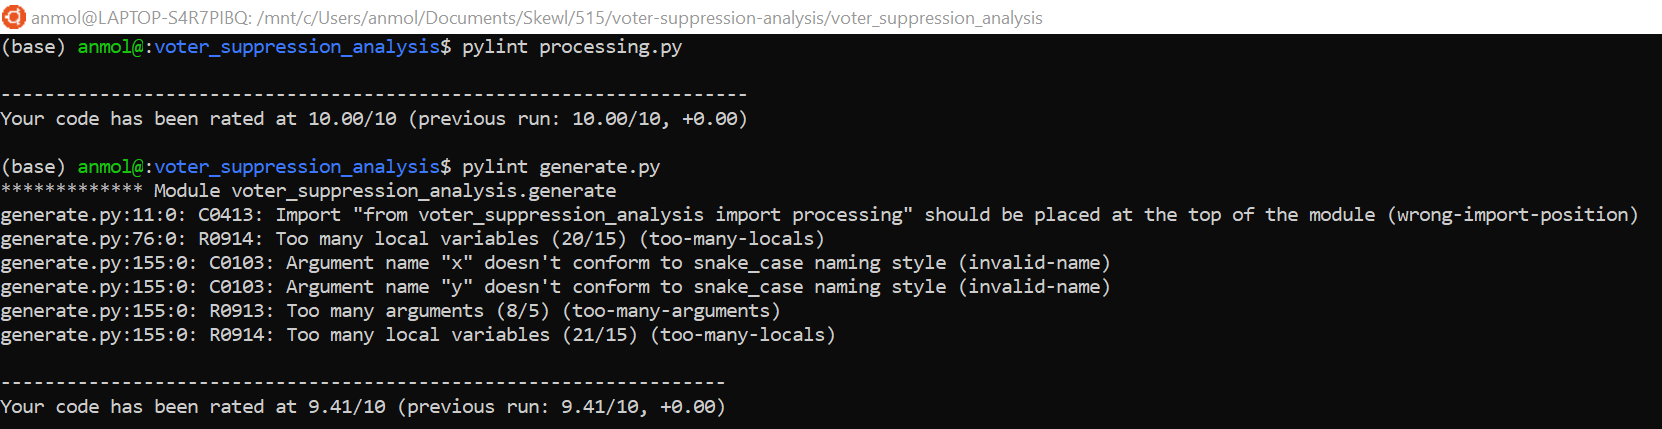 anmol@LAPTOP-S4R7PIBQ: /mnt/c/Users/anmol/Documents/Skewl/515/voter-suppression-analysis/voter_suppression_analysis
(base) anmol@:voter_suppression_analysis$ pylint processing.py
--------------------------------------------------------------------
Your code has been rated at 10.00/10 (previous run: 10.00/10, +0.00)
(base) anmol@:voter_suppression_analysis$ pylint generate.py
************* Module voter_suppression_analysis.generate
generate.py:11:0: C0413: Import "from voter_suppression_analysis import processing" should be placed at the top of the module (wrong-import-position)
generate.py:76:0: R0914: Too many local variables (20/15) (too-many-locals)
generate.py:155:0: C0103: Argument name "x" doesn't conform to snake_case naming style (invalid-name)
generate.py:155:0: C0103: Argument name "y" doesn't conform to snake_case naming style (invalid-name)
generate.py:155:0: R0913: Too many arguments (8/5) (too-many-arguments)
generate.py:155:0: R0914: Too many local variables (21/15) (too-many-locals)
------------------------------------------------------------------
Your code has been rated at 9.41/10 (previous run: 9.41/10, +0.00)